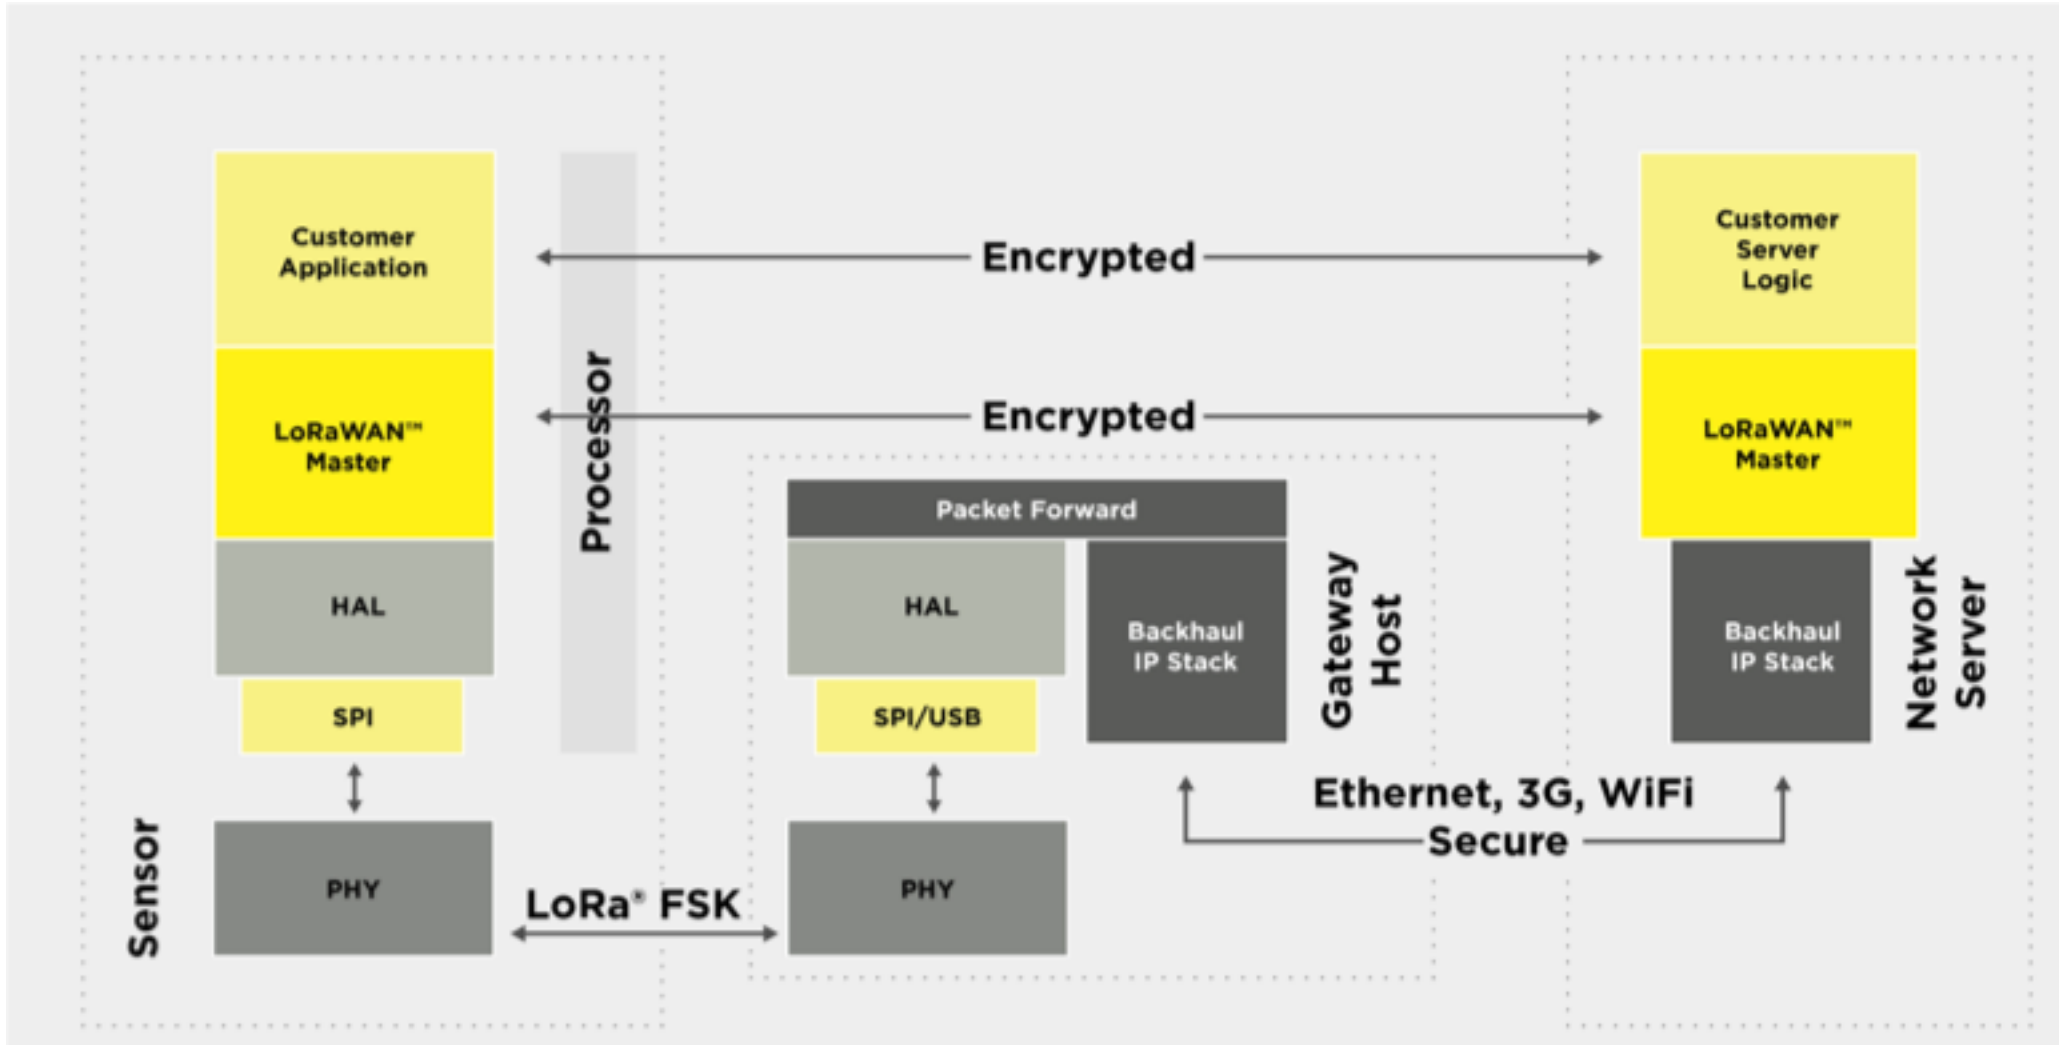 Customer
Application
LoRaWAN™
Master
HAL
SPI
PHY
Sensor
Processor
Encrypted
Encrypted
LoRa® FSK
Packet Forward
HAL
SPI/USB
PHY
Backhaul
IP Stack
Gateway
Host
Ethernet, 3G, WiFi
Secure
Customer
Server
Logic
LoRaWAN™
Master
Backhaul
IP Stack
Network
Server